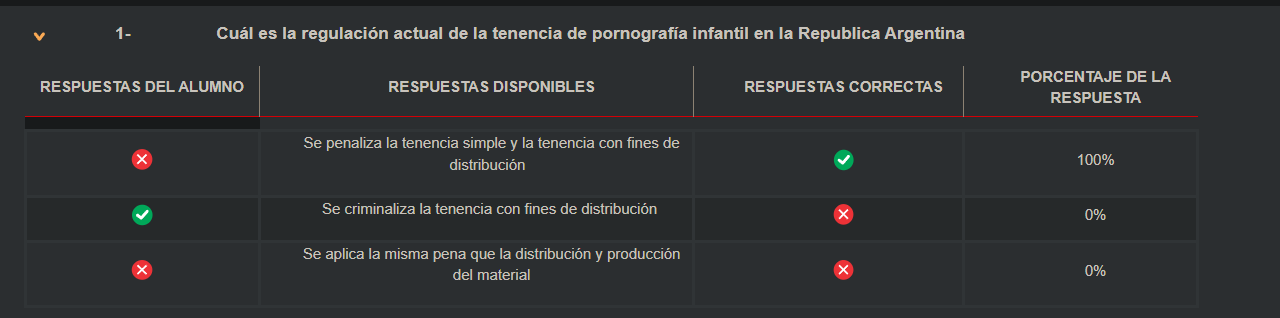 1- Cuál es la regulación actual de la tenencia de pornografía infantil en la Republica Argentina
RESPUESTAS DEL ALUMNO RESPUESTAS DISPONIBLES RESPUESTAS CORRECTAS PORCENTAJE DE LA
RESPUESTA
Se penaliza la tenencia simple y la tenencia con fines de
distribución
100%
Se criminaliza la tenencia con fines de distribución 0%
Se aplica la misma pena que la distribución y producción
del material
0%